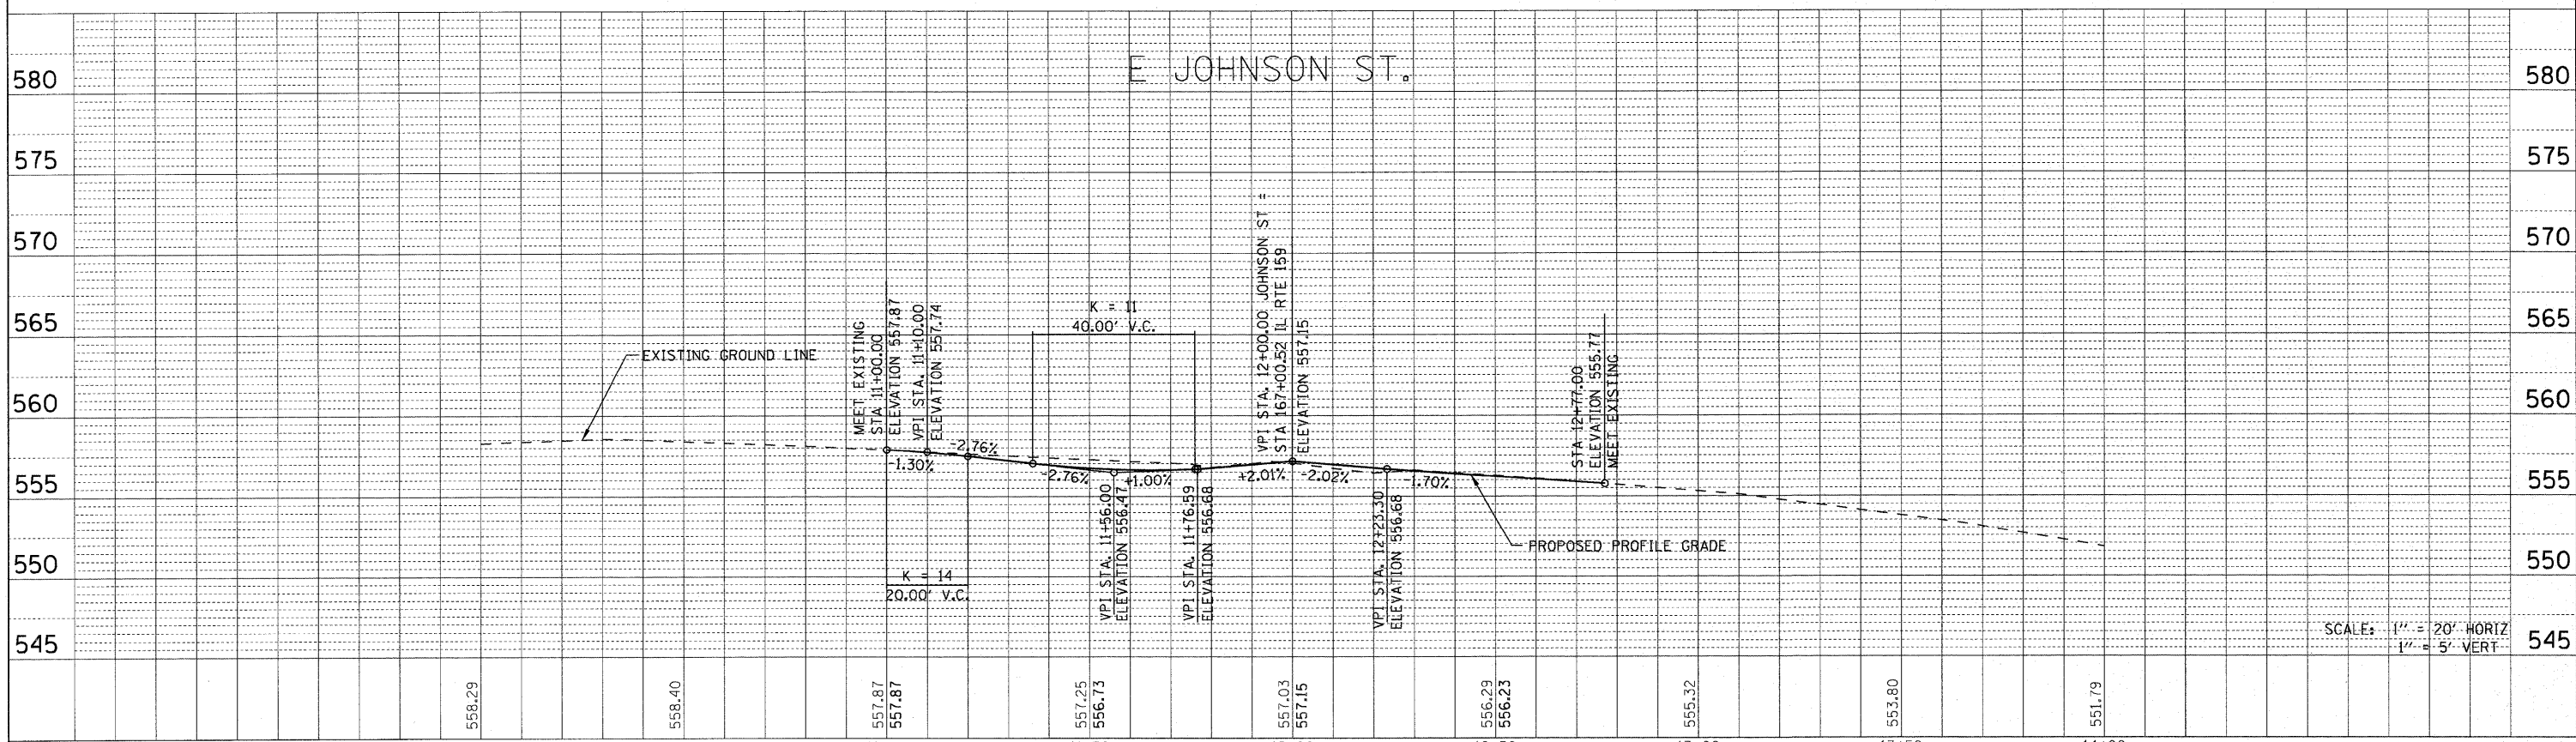 E JOHNSON ST.
580
580
575
575
570
570
565
565
560
560
555
555
550
550
545
545
EXISTING GROUND LINE
MEET EXISTING
STA 11+00.00
ELEVATION 557.87
VPI STA. 11+10.00
ELEVATION 557.74
K = 11
40.00' V.C.
VPI STA. 12+00.00 JOHNSON ST =
STA 167+00.52 IL RTE 159
ELEVATION 557.15
STA 12+77.00
ELEVATION 555.77
MEET EXISTING
-1.30%
-2.76%
-2.76%
+1.00%
+2.01%
-2.02%
-1.70%
VPI STA. 11+56.00
ELEVATION 556.47
VPI STA. 11+76.59
ELEVATION 556.68
VPI STA. 12+23.30
ELEVATION 556.68
PROPOSED PROFILE GRADE
K = 14
20.00' V.C.
SCALE: 1" = 20' HORIZ
1" = 5' VERT
558.29
558.40
557.87
557.87
557.25
556.73
557.03
557.15
556.29
556.23
555.32
553.80
551.79